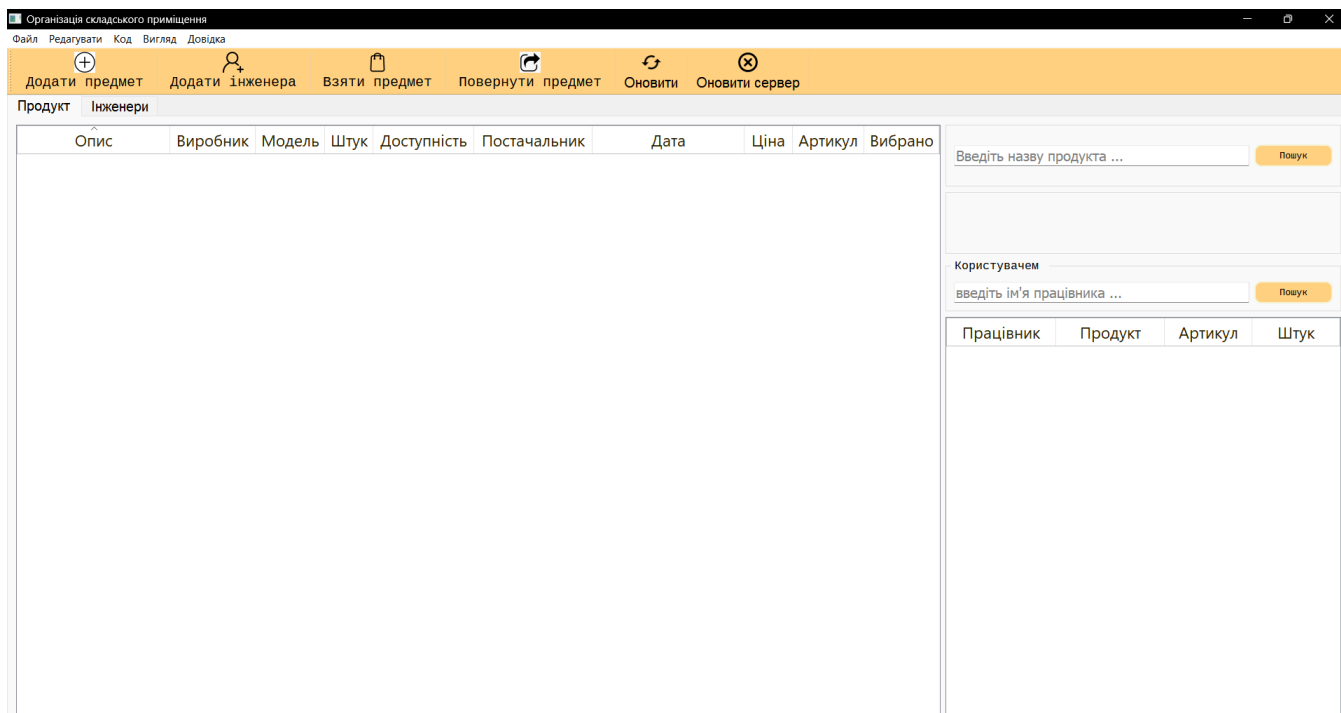 Організація складського приміщення
Файл Редагувати Код Вигляд Довідка
Додати предмет Додати інженера Взяти предмет Повернути предмет Оновити Оновити сервер
Продукт Інженери
Опис Виробник Модель Штук Доступність Постачальник Дата Ціна Артикул Вибрано
Введіть назву продукта ... Пошук
Користувачем
введіть ім'я працівника ... Пошук
Працівник Продукт Артикул Штук